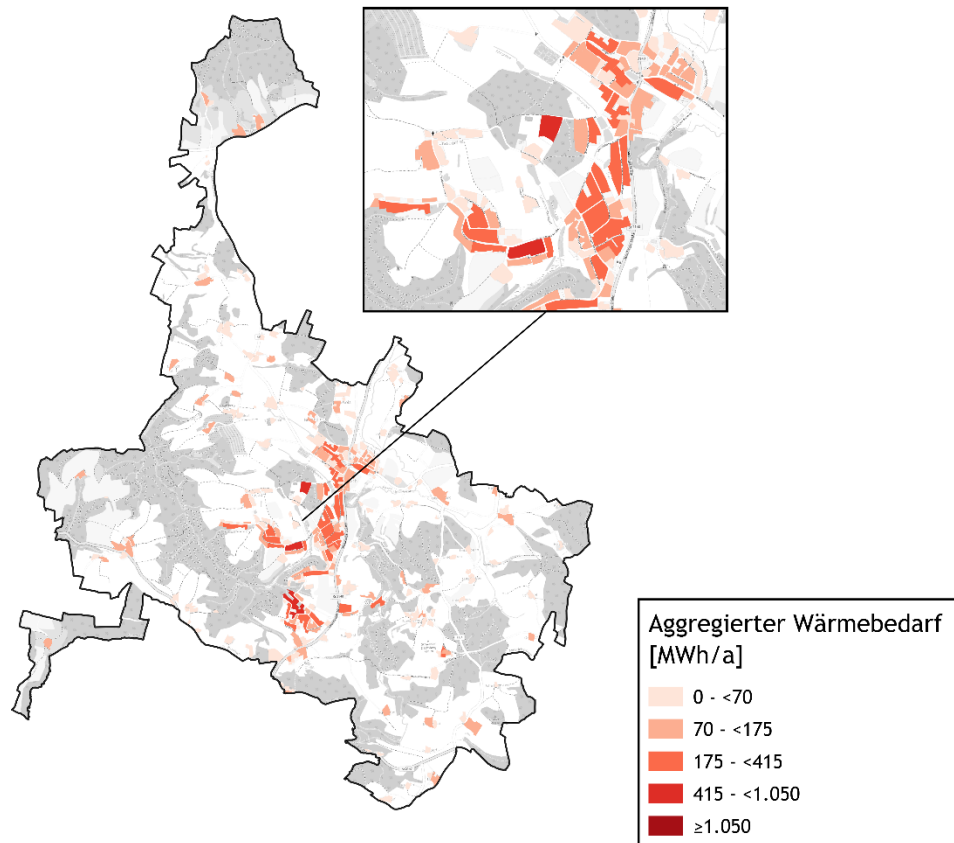 Aggregierter Wärmebedarf
[MWh/a]
0 - <70
70 - <175
175 - <415
415 - <1.050
≥1.050